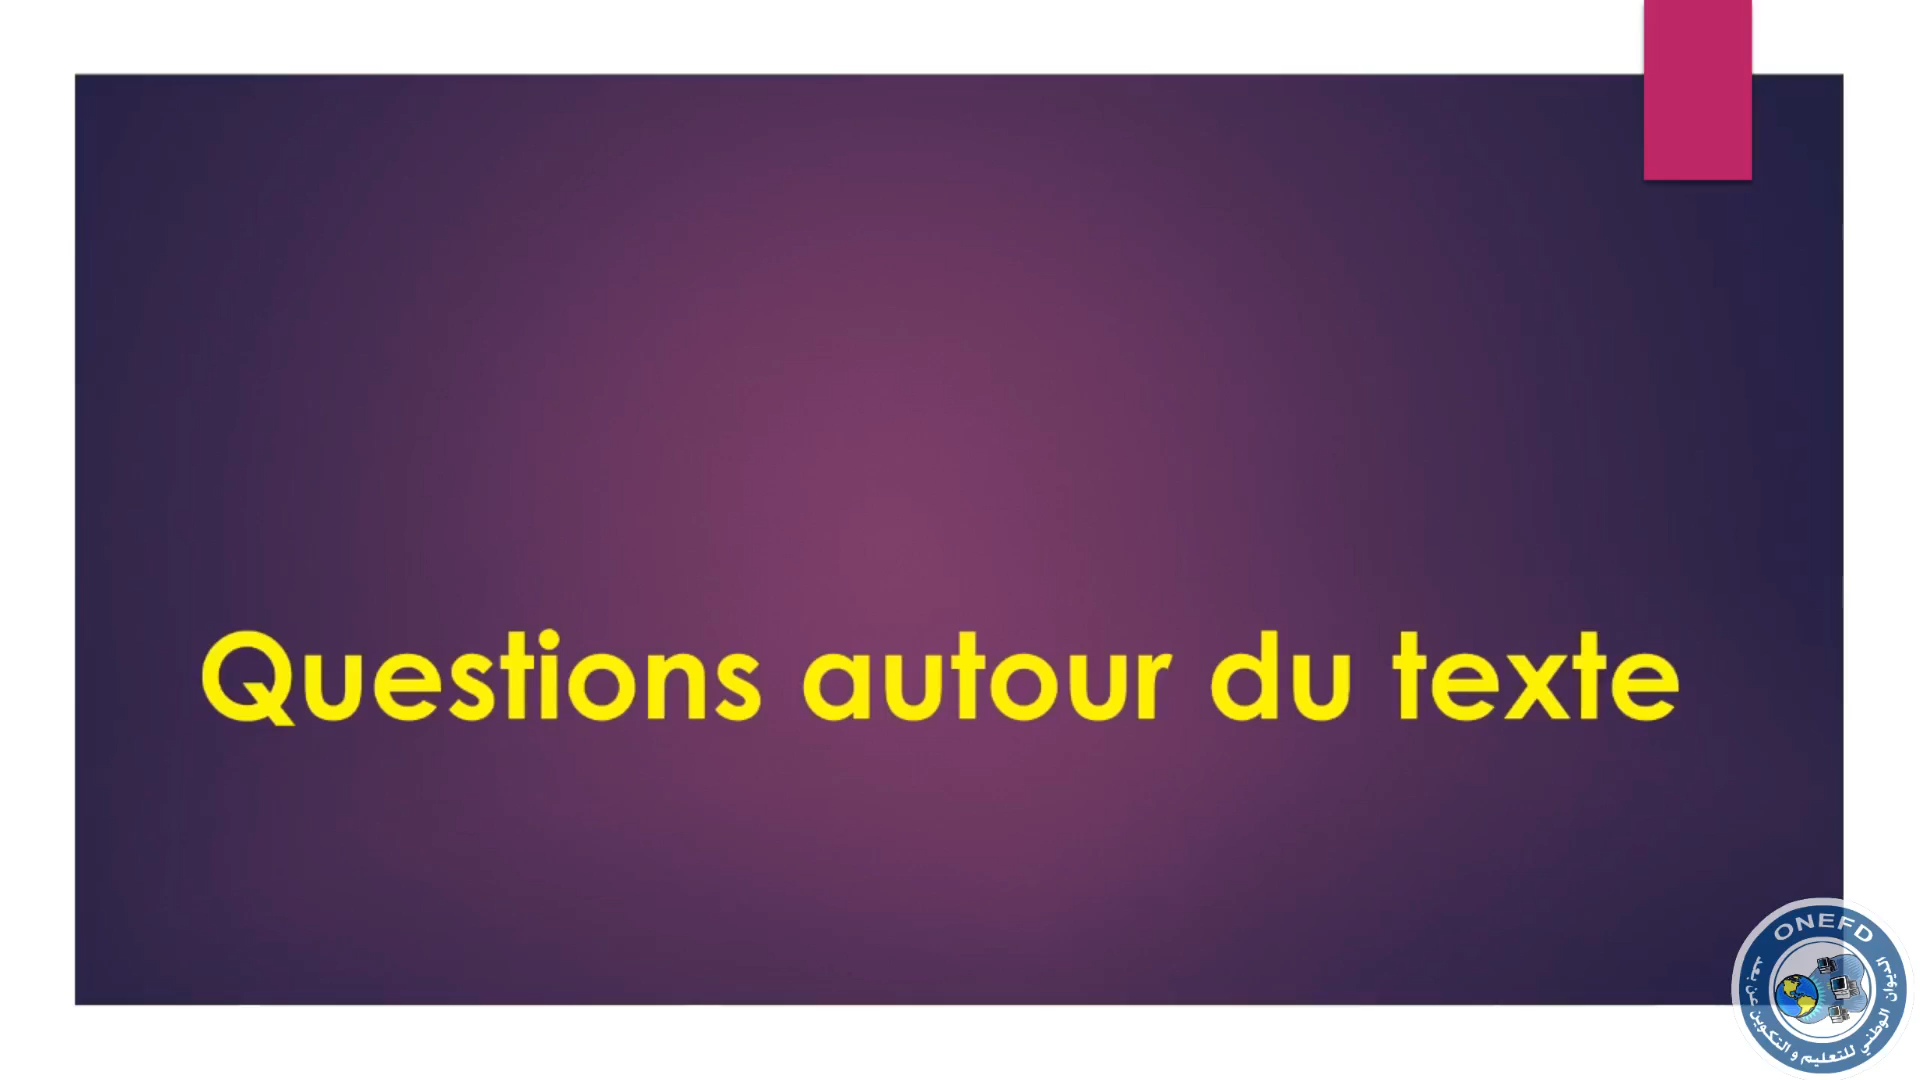 Questions autour du texte
ONEFD
الديوان الوطني للتعليم و التكوين عن بعد